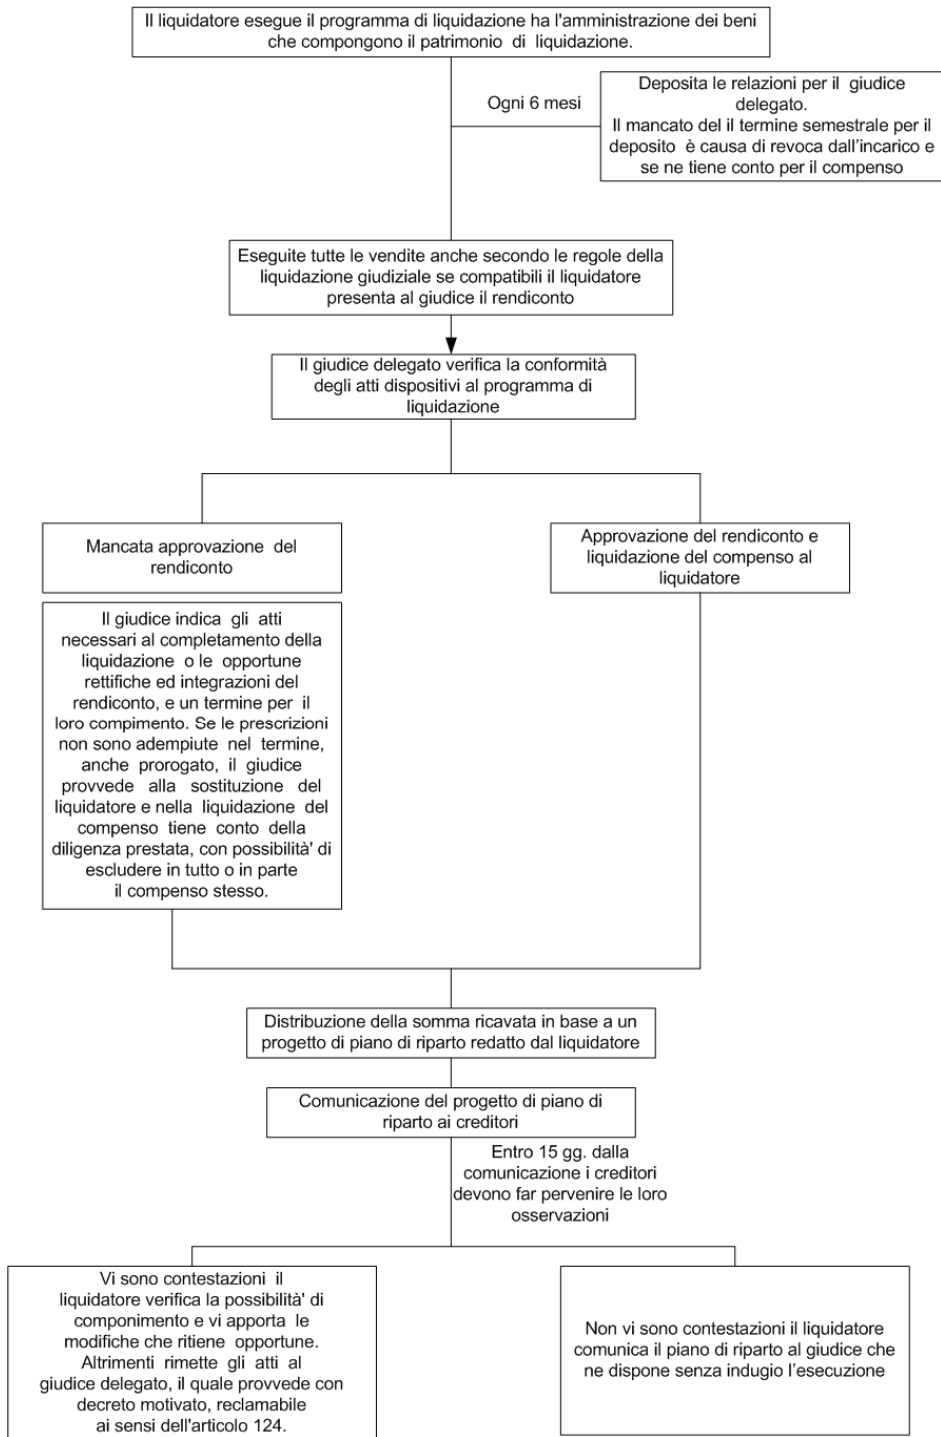 Il liquidatore esegue il programma di liquidazione ha l'amministrazione dei beni
che compongono il patrimonio di liquidazione.
Ogni 6 mesi
Deposita le relazioni per il giudice
delegato.
Il mancato del il termine semestrale per il
deposito è causa di revoca dall'incarico e
se ne tiene conto per il compenso
Eseguite tutte le vendite anche secondo le regole della
liquidazione giudiziale se compatibili il liquidatore
presenta al giudice il rendiconto
Il giudice delegato verifica la conformità
degli atti dispositivi al programma di
liquidazione
Mancata approvazione del
rendiconto
Approvazione del rendiconto e
liquidazione del compenso al
liquidatore
Il giudice indica gli atti
necessari al completamento della
liquidazione o le opportune
rettifiche ed integrazioni del
rendiconto, e un termine per il
loro compimento. Se le prescrizioni
non sono adempiute nel termine,
anche prorogato, il giudice
provvede alla sostituzione del
liquidatore e nella liquidazione del
compenso tiene conto della
diligenza prestata, con possibilità' di
escludere in tutto o in parte
il compenso stesso.
Distribuzione della somma ricavata in base a un
progetto di piano di riparto redatto dal liquidatore
Comunicazione del progetto di piano di
riparto ai creditori
Entro 15 gg. dalla
comunicazione i creditori
devono far pervenire le loro
osservazioni
Vi sono contestazioni il
liquidatore verifica la possibilità' di
componimento e vi apporta le
modifiche che ritiene opportune.
Altrimenti rimette gli atti al
giudice delegato, il quale provvede con
decreto motivato, reclamabile
ai sensi dell'articolo 124.
Non vi sono contestazioni il liquidatore
comunica il piano di riparto al giudice che
ne dispone senza indugio l'esecuzione